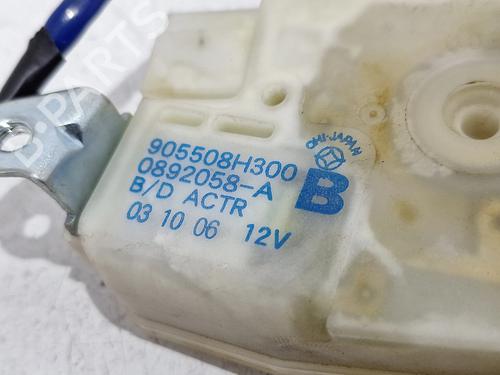 B-PARTS
905508H300
0892058-A
B/D ACTR
03 10 06 12V
OHI-JAPAN
B